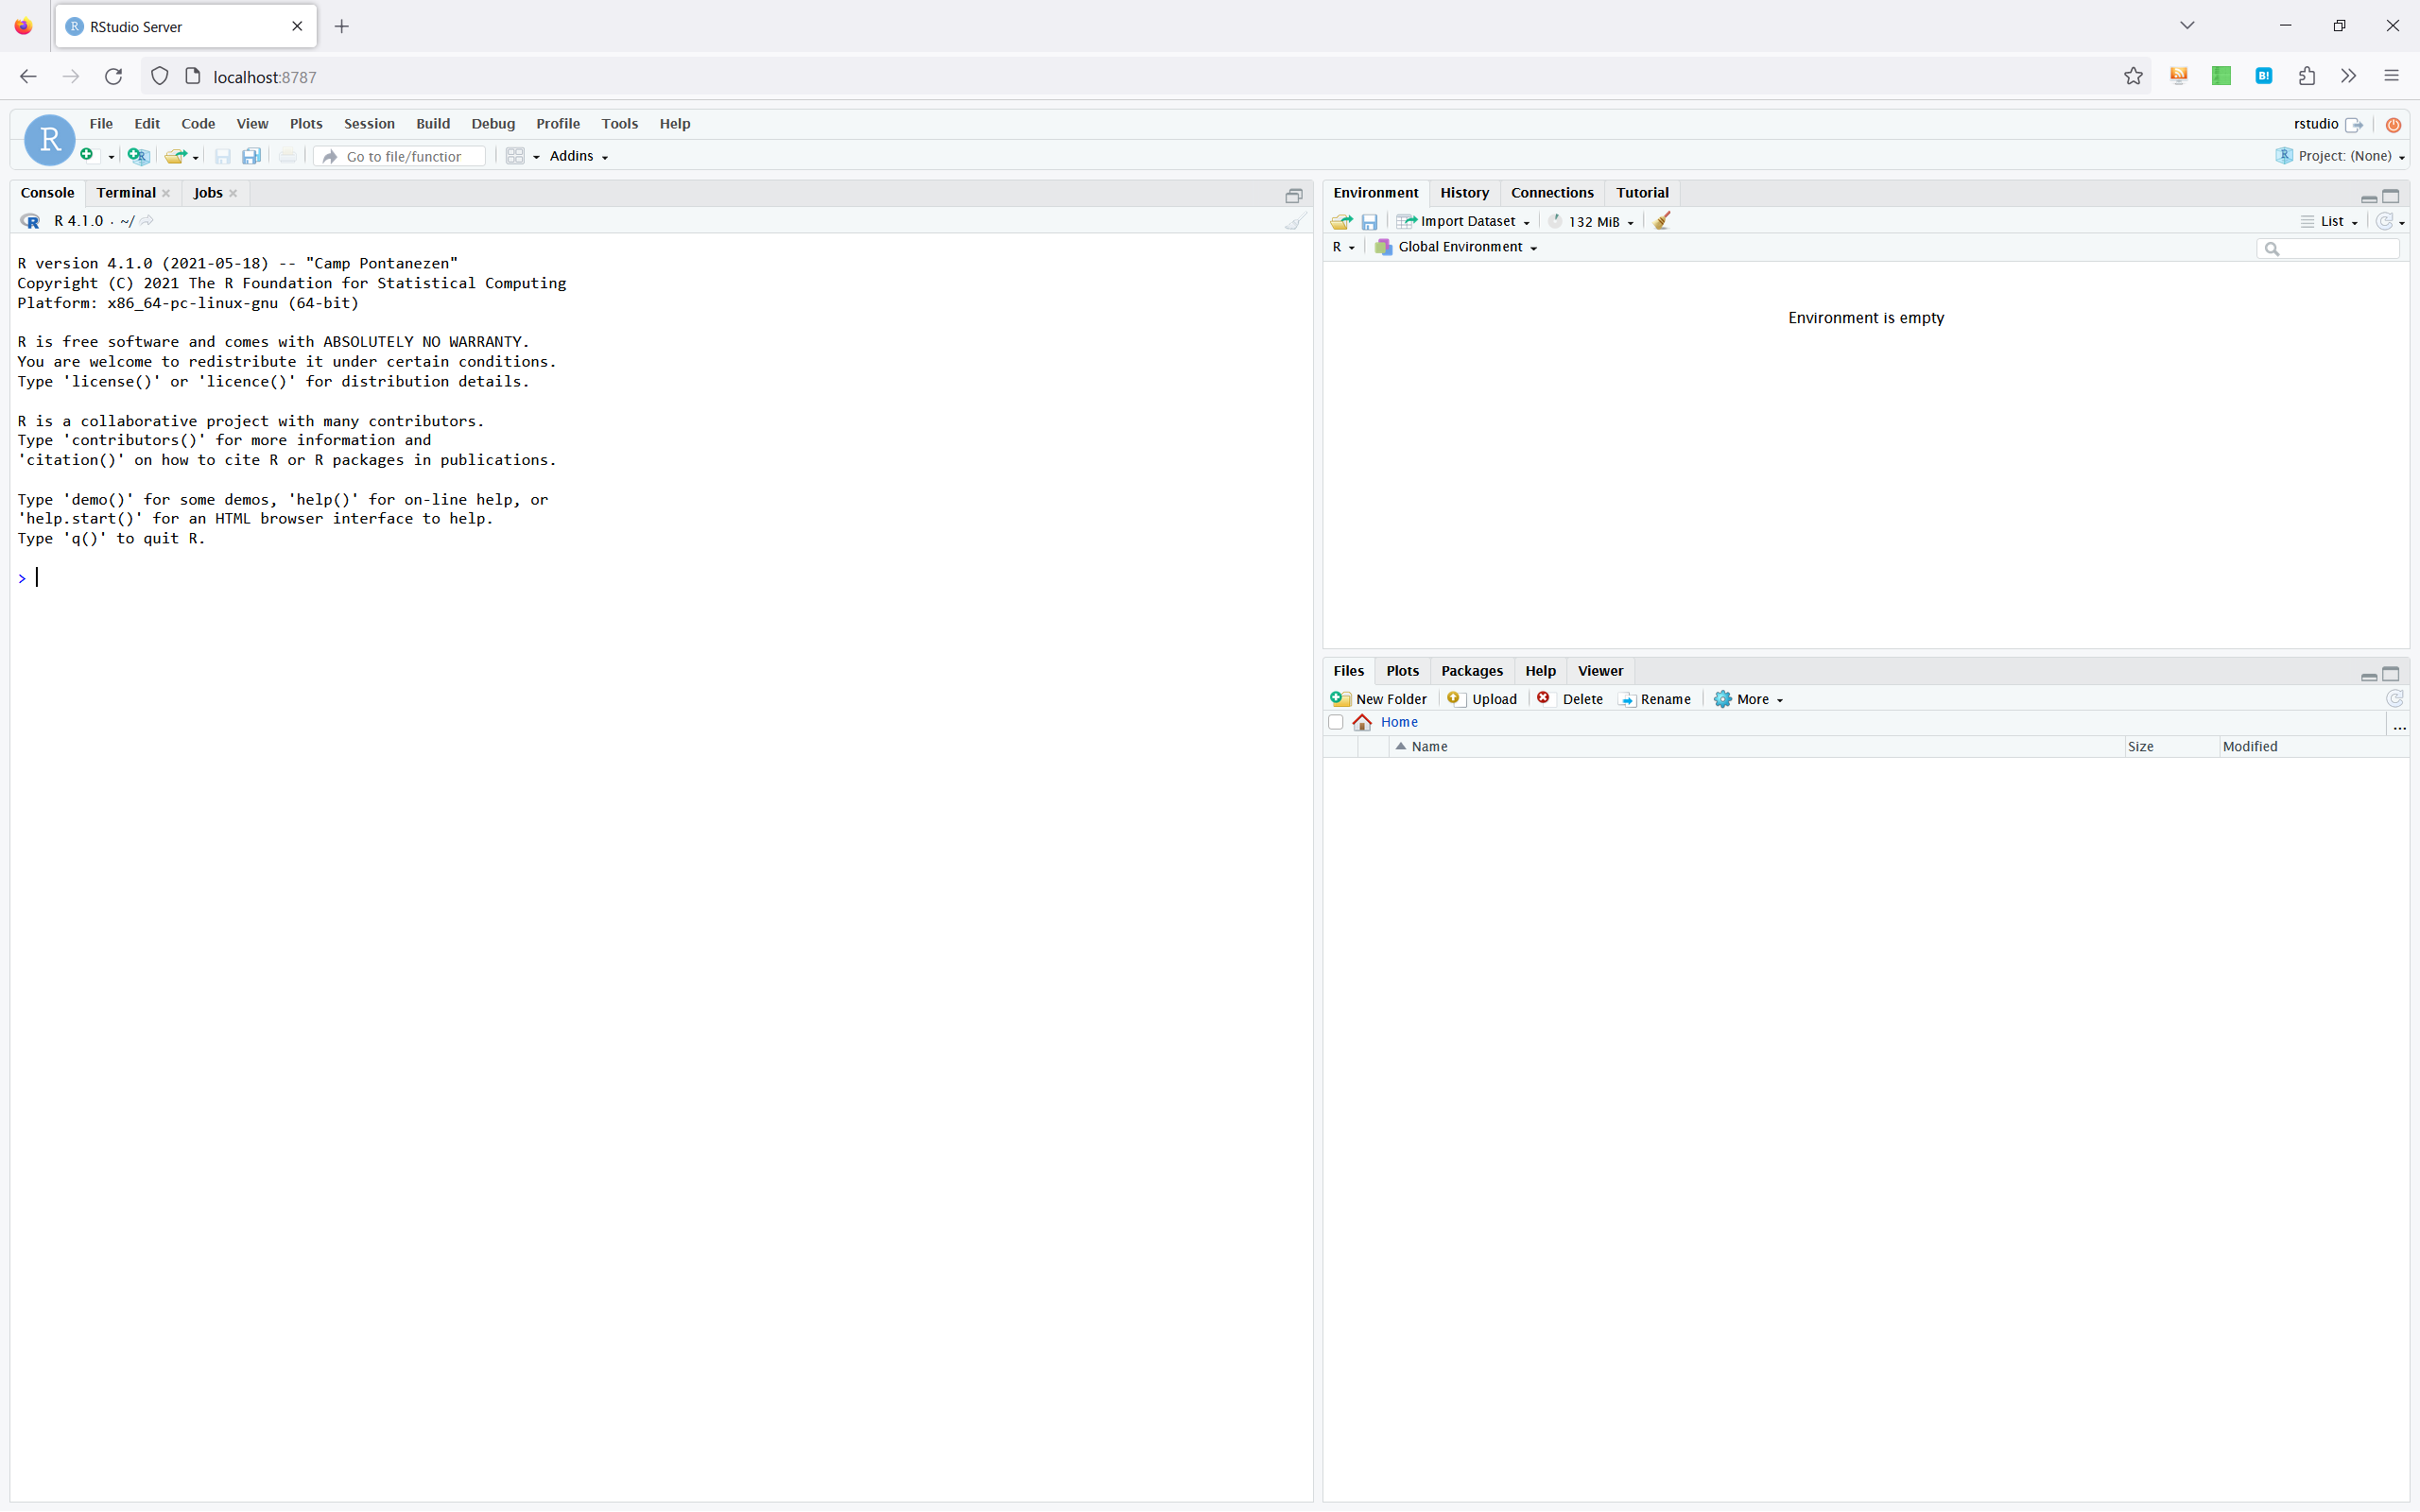 RStudio Server
localhost:8787
R File Edit Code View Plots Session Build Debug Profile Tools Help rstudio
Go to file/function Addins Project: (None)
Console Terminal Jobs
R 4.1.0 · ~/
R version 4.1.0 (2021-05-18) -- "Camp Pontanezen"
Copyright (C) 2021 The R Foundation for Statistical Computing
Platform: x86_64-pc-linux-gnu (64-bit)
R is free software and comes with ABSOLUTELY NO WARRANTY.
You are welcome to redistribute it under certain conditions.
Type 'license()' or 'licence()' for distribution details.
R is a collaborative project with many contributors.
Type 'contributors()' for more information and
'citation()' on how to cite R or R packages in publications.
Type 'demo()' for some demos, 'help()' for on-line help, or
'help.start()' for an HTML browser interface to help.
Type 'q()' to quit R.
>
Environment History Connections Tutorial
Import Dataset 132 MiB List
R Global Environment
Environment is empty
Files Plots Packages Help Viewer
New Folder Upload Delete Rename More
Home ...
Name Size Modified